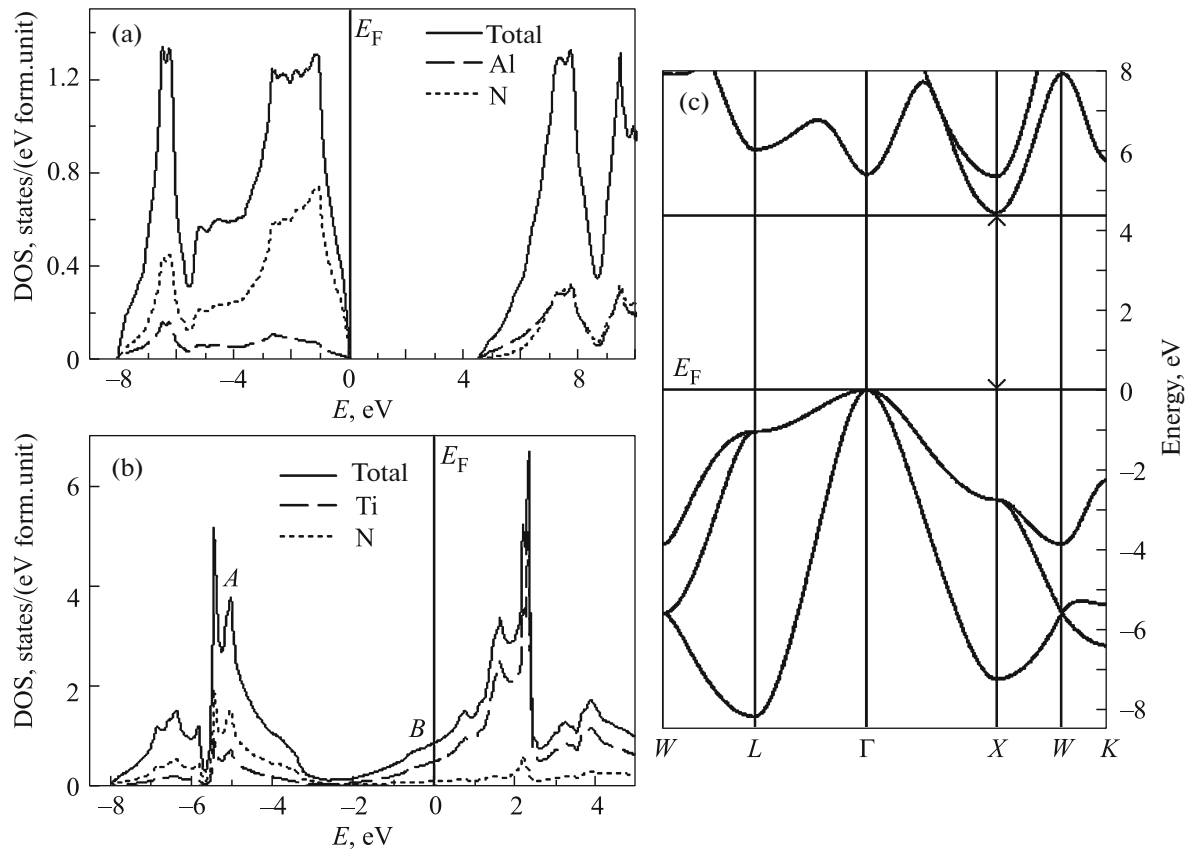 (a)
E_F
Total
Al
N
DOS, states/(eV form.unit)
1.2
0.8
0.4
0
–8
–4
0
4
8
E, eV
(b)
E_F
Total
Ti
N
A
B
DOS, states/(eV form.unit)
6
4
2
0
–8
–6
–4
–2
0
2
4
E, eV
(c)
E_F
8
6
4
2
0
–2
–4
–6
–8
Energy, eV
W
L
Γ
X
W
K